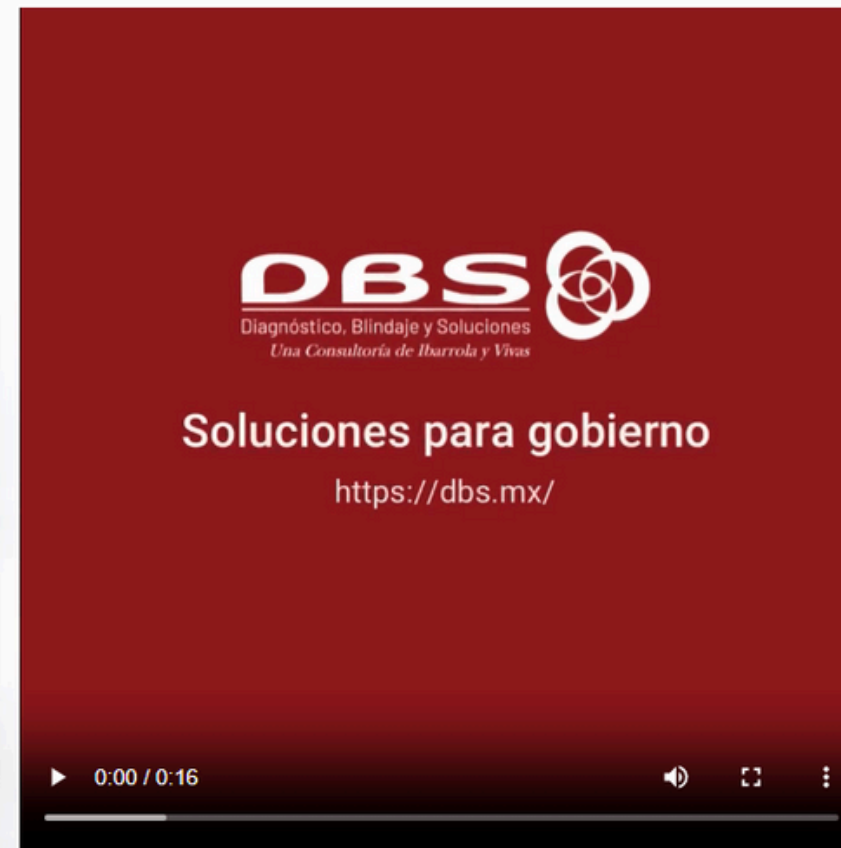 DBS
Diagnóstico, Blindaje y Soluciones
Una Consultoría de Ibarrola y Vivas
Soluciones para gobierno
https://dbs.mx/
0:00 / 0:16